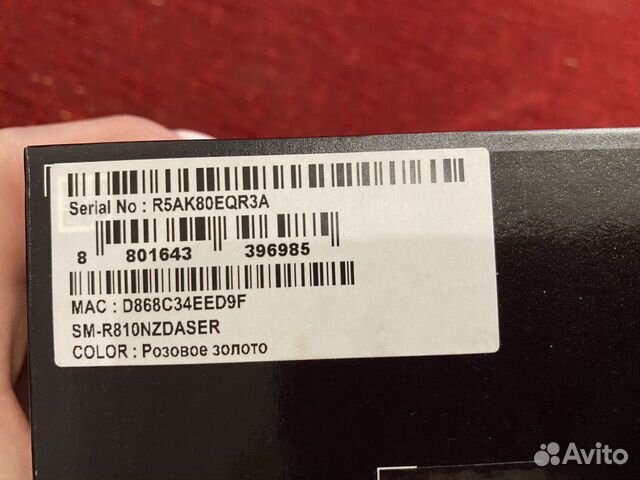 Serial No : R5AK80EQR3A
8 801643 396985
MAC : D868C34EED9F
SM-R810NZDASER
COLOR : Розовое золото
Avito